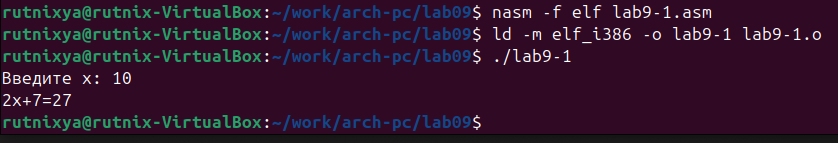 rutnixya@rutnix-VirtualBox:~/work/arch-pc/lab09$ nasm -f elf lab9-1.asm
rutnixya@rutnix-VirtualBox:~/work/arch-pc/lab09$ ld -m elf_i386 -o lab9-1 lab9-1.o
rutnixya@rutnix-VirtualBox:~/work/arch-pc/lab09$ ./lab9-1
Введите x: 10
2x+7=27
rutnixya@rutnix-VirtualBox:~/work/arch-pc/lab09$